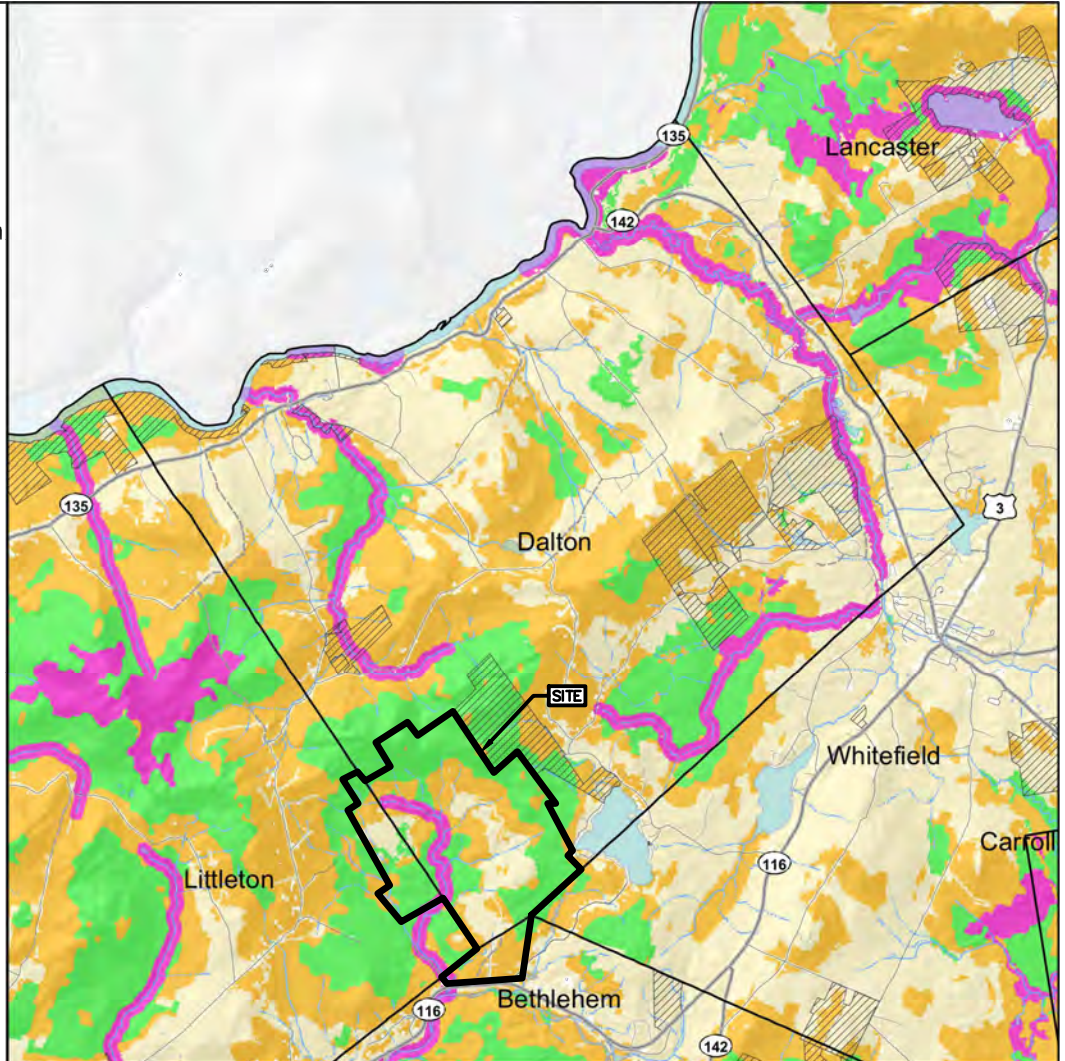 135
Lancaster
142
n
135
3
Dalton
SITE
Whitefield
Carroll
116
Littleton
Bethlehem
116
142